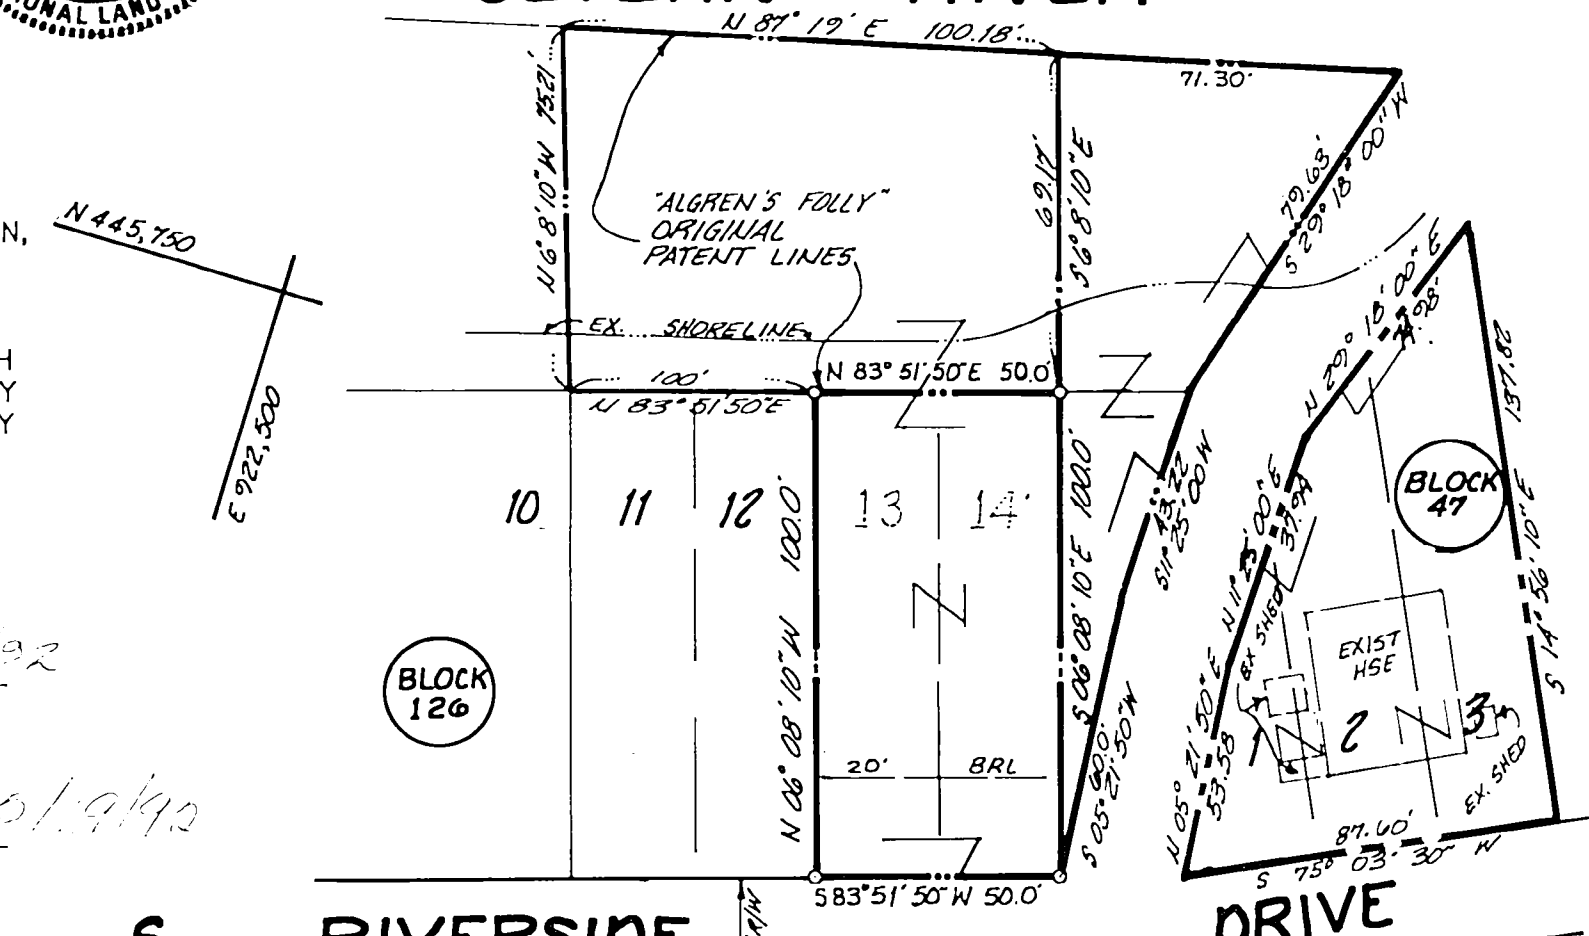 N 87° 19' E 100.18'
71.30'
N 6° 8' 10" W 75.21'
69.17'
S 6° 8' 10" E
79.63'
S 29° 18' 00" W
"ALGREN'S FOLLY"
ORIGINAL
PATENT LINES
N 445,750
E 922,500
N,
H
Y
Y
EX. SHORELINE
100'
N 83° 51' 50" E
N 83° 51' 50" E 50.0'
N 29° 18' 00" E
137.82
S 14° 56' 10" E
BLOCK
47
10
11
12
13
14
N 06° 08' 10" W 100.0'
S 06° 08' 10" E 100.0'
43.22
S 11° 25' 00 W
N 11° 25' 00" E
37.94
60.0'
S 05° 21' 50" W
N 05° 21' 50" E
53.58
EX SHED
EXIST
HSE
2
3
EX. SHED
BLOCK
126
20' BRL
87.60'
S 75° 03' 30" W
S 83° 51' 50" W 50.0'
R/W
S. RIVERSIDE DRIVE